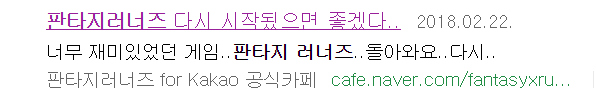 판타지러너즈 다시 시작됬으면 좋겠다.. 2018.02.22.
너무 재미있었던 게임..판타지 러너즈..돌아와요..다시..
판타지러너즈 for Kakao 공식카페 cafe.naver.com/fantasyxru...